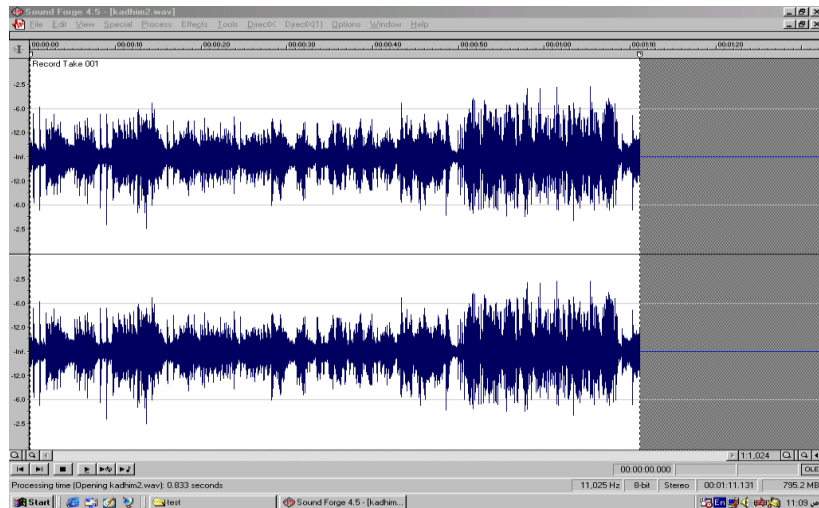 Sound Forge 4.5 - [kadhim2.wav]
File Edit View Special Process Effects Tools DirectX DirectX(1) Options Window Help
00:00:00 00:00:10 00:00:20 00:00:40 00:00:50 00:01:00 00:01:10 00:01:20
Record Take 001
-2.5
-6.0
-12.0
-Inf.
-12.0
-6.0
-2.5
-2.5
-6.0
-12.0
-Inf.
-12.0
-6.0
-2.5
1:1,024
00:00:00.000 OLE
Processing time (Opening kadhim2.wav): 0.833 seconds 11,025 Hz 8-bit Stereo 00:01:11.131 795.2 MB
Start test Sound Forge 4.5 - [kadhim... En 11:09 ص